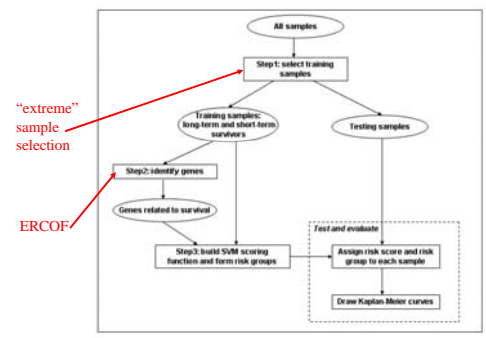 All samples
Step1: select training
samples
"extreme"
sample
selection
Training samples:
long-term and short-term
survivors
Testing samples
Step2: identify genes
ERCOF
Genes related to survival
Test and evaluate
Step3: build SVM scoring
function and form risk groups
Assign risk score and risk
group to each sample
Draw Kaplan-Meier curves